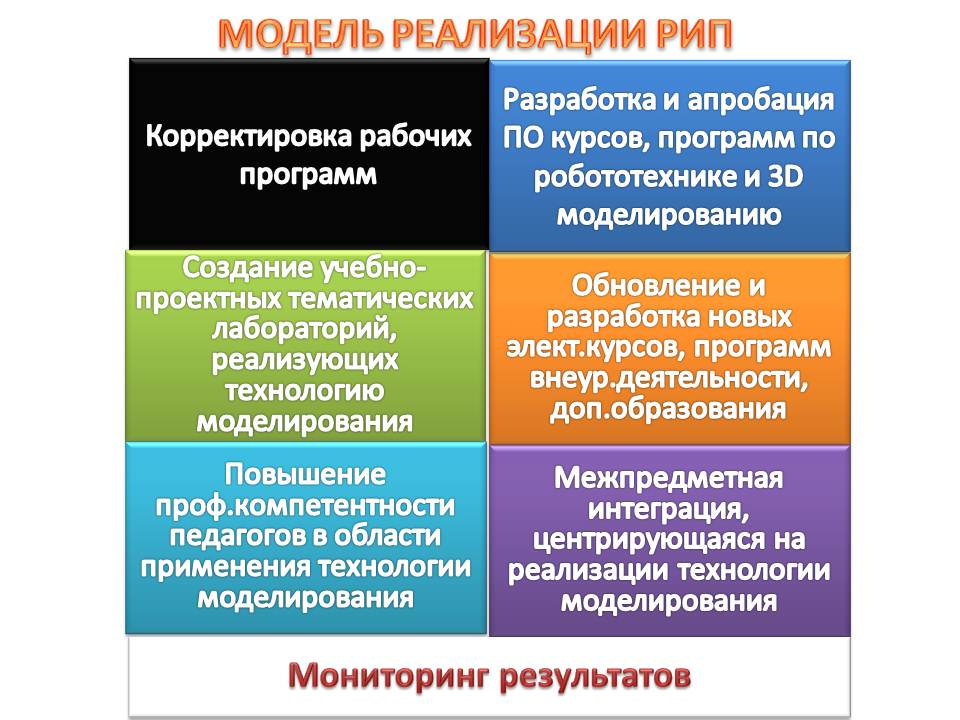 МОДЕЛЬ РЕАЛИЗАЦИИ РИП
Корректировка рабочих
программ
Разработка и апробация
ПО курсов, программ по
робототехнике и 3D
моделированию
Создание учебно-
проектных тематических
лабораторий,
реализующих
технологию
моделирования
Обновление и
разработка новых
элект.курсов, программ
внеур.деятельности,
доп.образования
Повышение
проф.компетентности
педагогов в области
применения технологии
моделирования
Межпредметная
интеграция,
центрирующаяся на
реализации технологии
моделирования
Мониторинг результатов